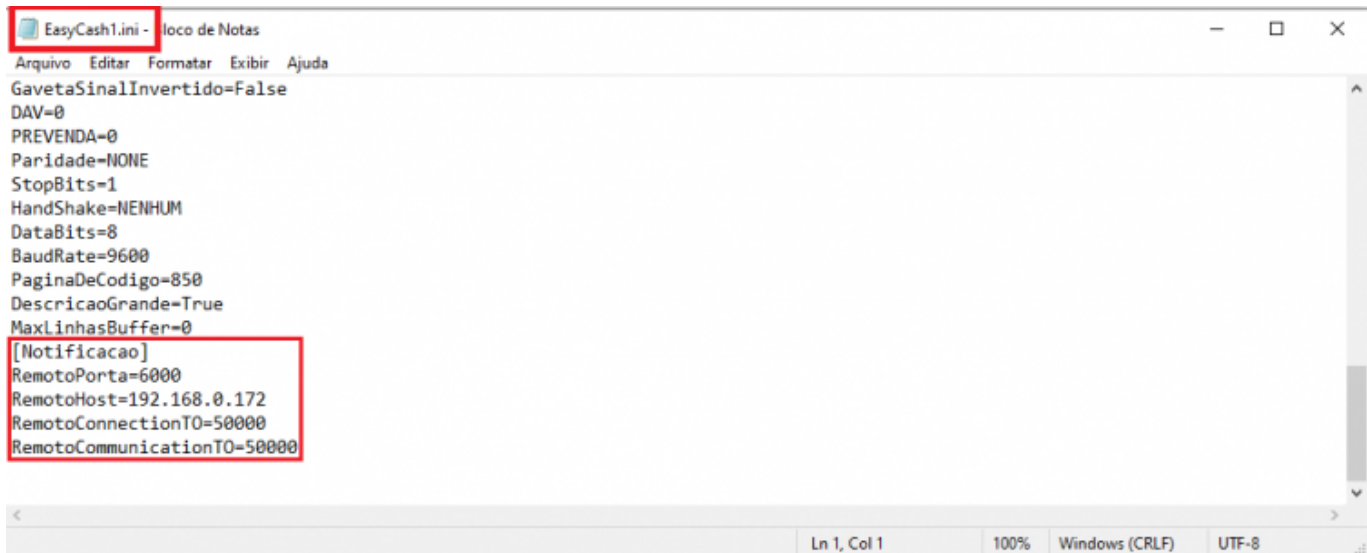 EasyCash1.ini - Bloco de Notas
Arquivo Editar Formatar Exibir Ajuda
GavetaSinalInvertido=False
DAV=0
PREVENDA=0
Paridade=NONE
StopBits=1
HandShake=NENHUM
DataBits=8
BaudRate=9600
PaginaDeCodigo=850
DescricaoGrande=True
MaxLinhasBuffer=0
[Notificacao]
RemotoPorta=6000
RemotoHost=192.168.0.172
RemotoConnectionTO=50000
RemotoCommunicationTO=50000
Ln 1, Col 1 100% Windows (CRLF) UTF-8